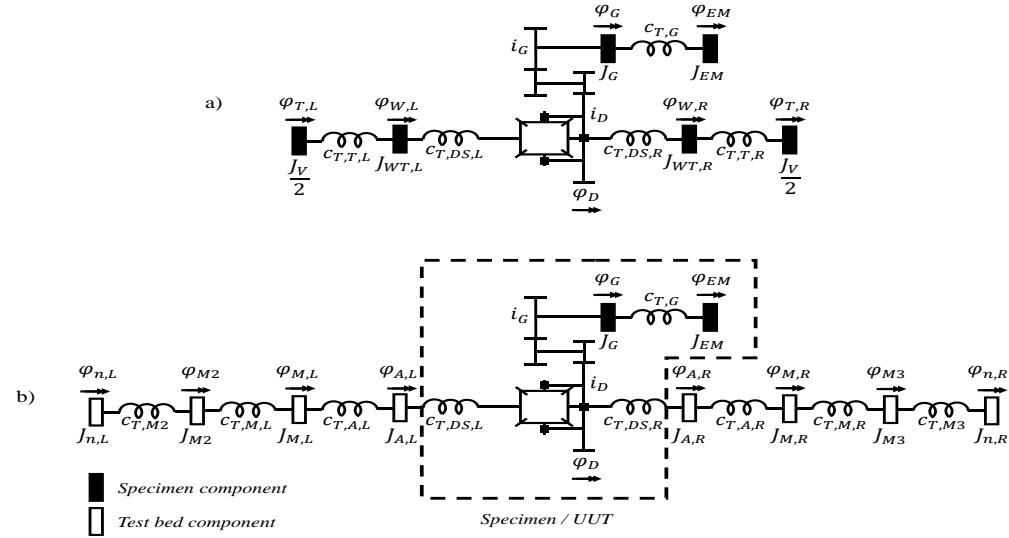 φ_G φ_EM
c_T,G
i_G
J_G J_EM
a)
φ_T,L φ_W,L i_D φ_W,R φ_T,R
c_T,T,L c_T,DS,L c_T,DS,R c_T,T,R
J_V/2 J_WT,L J_WT,R J_V/2
φ_D
φ_G φ_EM
c_T,G
i_G
J_G J_EM
b)
φ_n,L φ_M2 φ_M,L φ_A,L i_D φ_A,R φ_M,R φ_M3 φ_n,R
c_T,M2 c_T,M,L c_T,A,L c_T,DS,L c_T,DS,R c_T,A,R c_T,M,R c_T,M3
J_n,L J_M2 J_M,L J_A,L J_A,R J_M,R J_M3 J_n,R
φ_D
Specimen component
Test bed component
Specimen / UUT